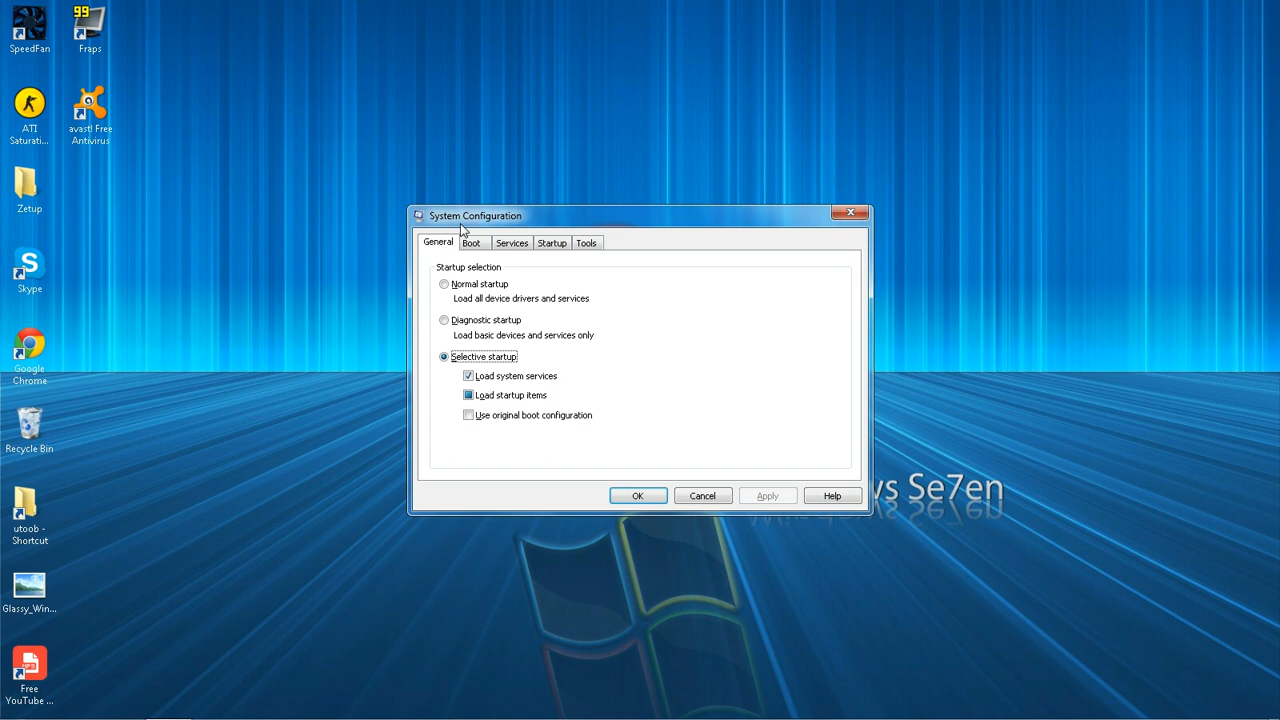 99
SpeedFan
Fraps
ATI
Saturati...
avast! Free
Antivirus
Zetup
Skype
Google
Chrome
Recycle Bin
utoob -
Shortcut
Glassy_Win...
Free
YouTube ...
System Configuration
General
Boot
Services
Startup
Tools
Startup selection
Normal startup
Load all device drivers and services
Diagnostic startup
Load basic devices and services only
Selective startup
Load system services
Load startup items
Use original boot configuration
OK
Cancel
Apply
Help
ws Se7en